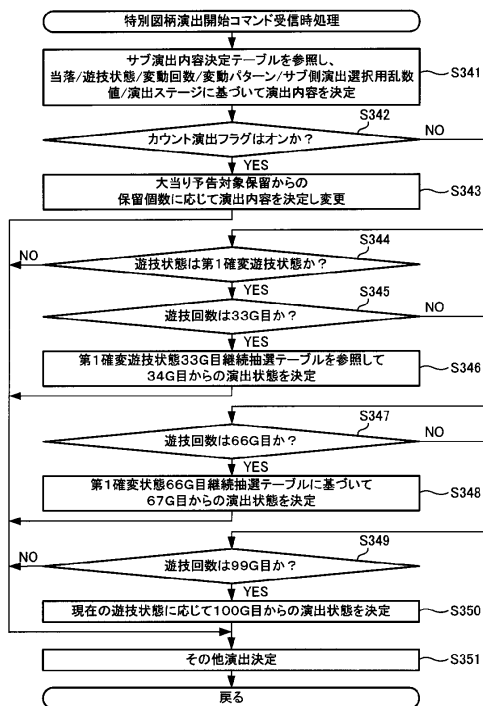 特別図柄演出開始コマンド受信時処理
サブ演出内容決定テーブルを参照し、
当落/遊技状態/変動回数/変動パターン/サブ側演出選択用乱数
値/演出ステージに基づいて演出内容を決定
S341
S342
カウント演出フラグはオンか？
NO
YES
大当り予告対象保留からの
保留個数に応じて演出内容を決定し変更
S343
S344
NO
遊技状態は第1確変遊技状態か？
YES
S345
遊技回数は33G目か？
NO
YES
第1確変遊技状態33G目継続抽選テーブルを参照して
34G目からの演出状態を決定
S346
S347
遊技回数は66G目か？
NO
YES
第1確変状態66G目継続抽選テーブルに基づいて
67G目からの演出状態を決定
S348
S349
NO
遊技回数は99G目か？
YES
現在の遊技状態に応じて100G目からの演出状態を決定
S350
その他演出決定
S351
戻る